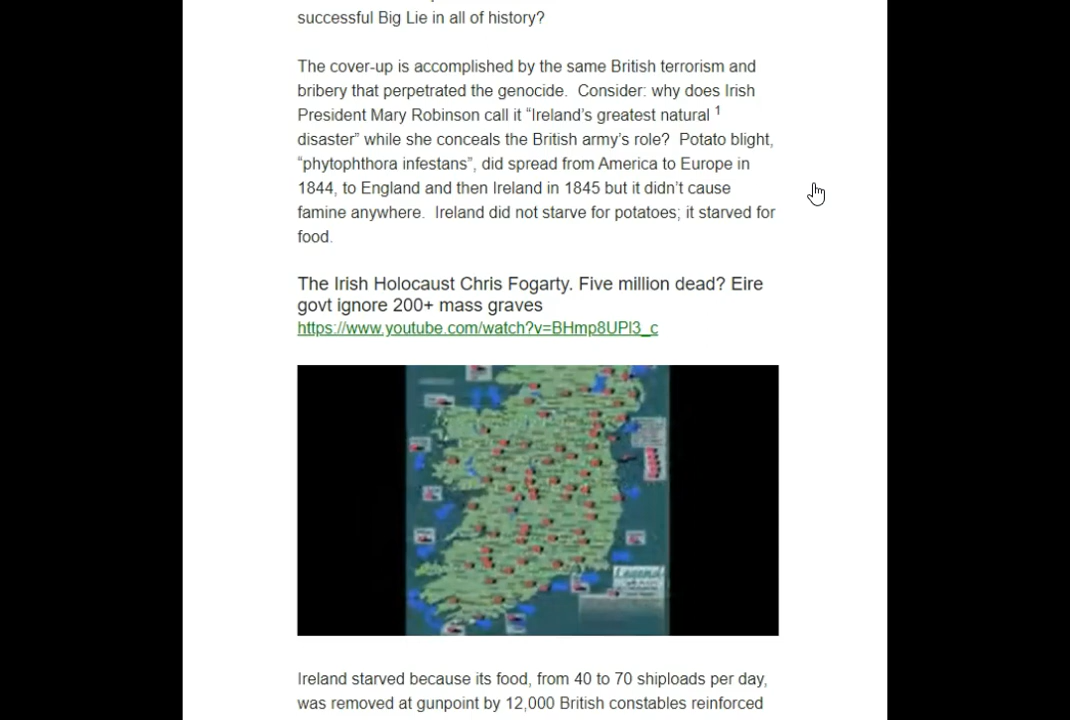 successful Big Lie in all of history?
The cover-up is accomplished by the same British terrorism and
bribery that perpetrated the genocide.  Consider: why does Irish
President Mary Robinson call it “Ireland’s greatest natural 1
disaster” while she conceals the British army’s role?  Potato blight,
“phytophthora infestans”, did spread from America to Europe in
1844, to England and then Ireland in 1845 but it didn’t cause
famine anywhere.  Ireland did not starve for potatoes; it starved for
food.
The Irish Holocaust Chris Fogarty. Five million dead? Eire
govt ignore 200+ mass graves
https://www.youtube.com/watch?v=BHmp8UPl3_c
Legend
Ireland starved because its food, from 40 to 70 shiploads per day,
was removed at gunpoint by 12,000 British constables reinforced